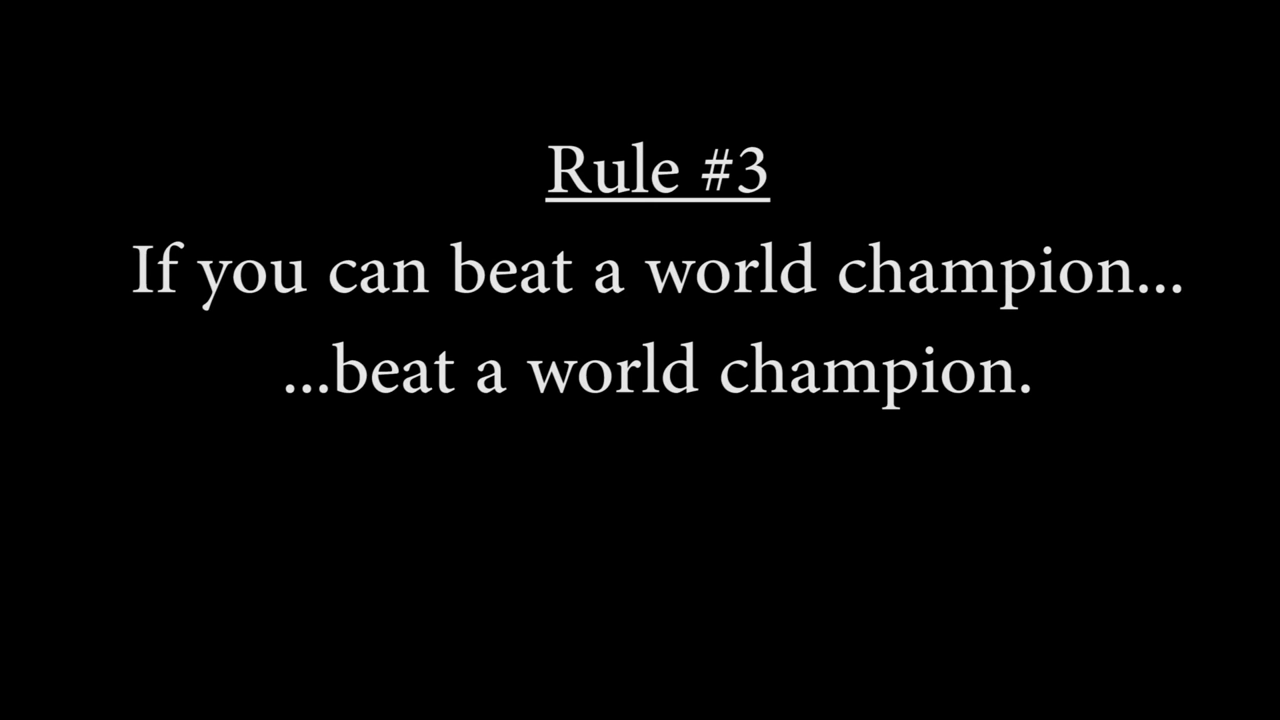 Rule #3
If you can beat a world champion...
...beat a world champion.